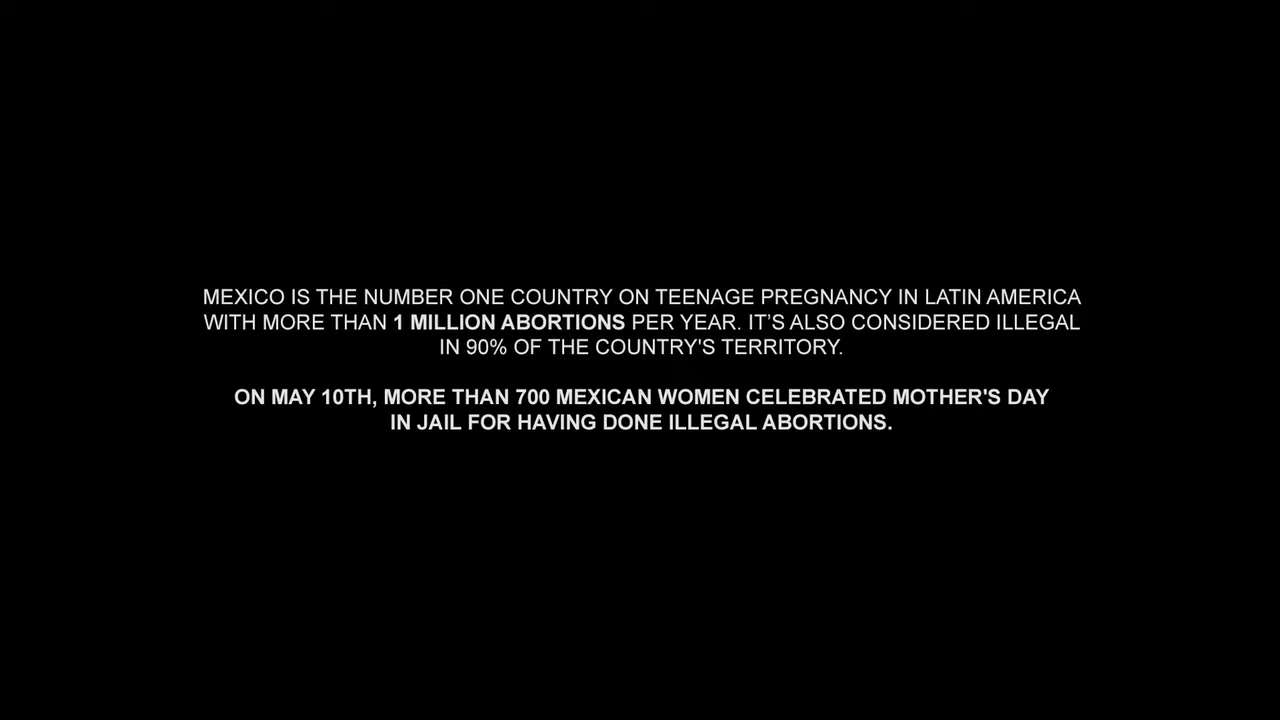 MEXICO IS THE NUMBER ONE COUNTRY ON TEENAGE PREGNANCY IN LATIN AMERICA
WITH MORE THAN 1 MILLION ABORTIONS PER YEAR. IT’S ALSO CONSIDERED ILLEGAL
IN 90% OF THE COUNTRY'S TERRITORY.
ON MAY 10TH, MORE THAN 700 MEXICAN WOMEN CELEBRATED MOTHER'S DAY
IN JAIL FOR HAVING DONE ILLEGAL ABORTIONS.